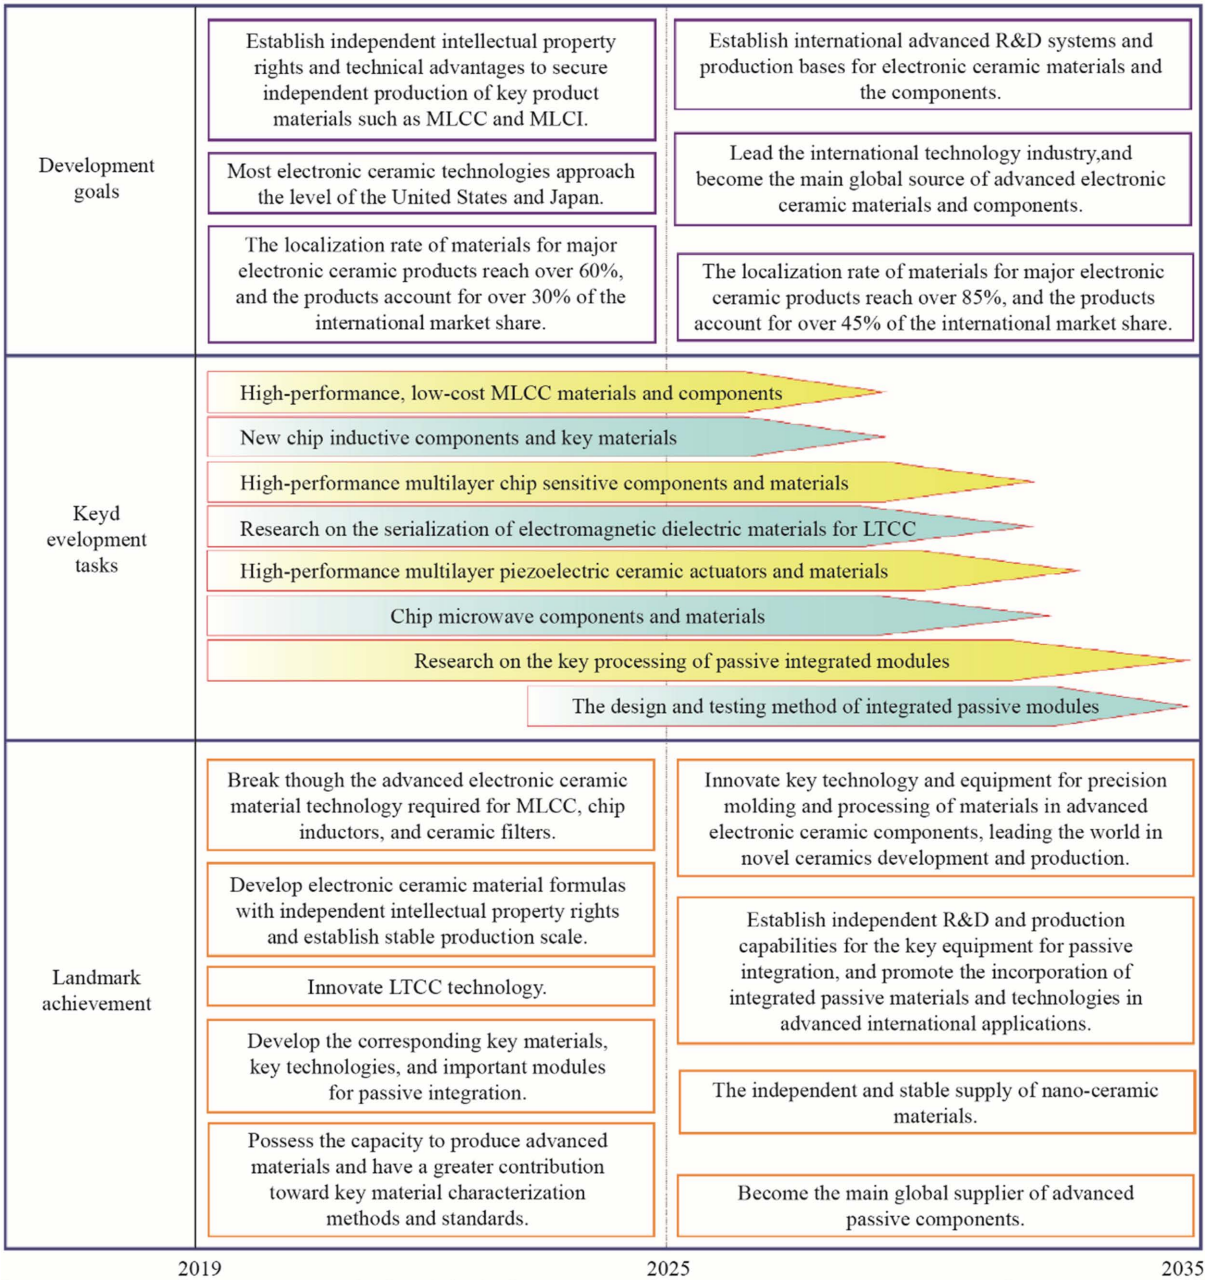 Development
goals
Establish independent intellectual property
rights and technical advantages to secure
independent production of key product
materials such as MLCC and MLCI.
Most electronic ceramic technologies approach
the level of the United States and Japan.
The localization rate of materials for major
electronic ceramic products reach over 60%,
and the products account for over 30% of the
international market share.
Establish international advanced R&D systems and
production bases for electronic ceramic materials and
the components.
Lead the international technology industry,and
become the main global source of advanced electronic
ceramic materials and components.
The localization rate of materials for major electronic
ceramic products reach over 85%, and the products
account for over 45% of the international market share.
Keyd
evelopment
tasks
High-performance, low-cost MLCC materials and components
New chip inductive components and key materials
High-performance multilayer chip sensitive components and materials
Research on the serialization of electromagnetic dielectric materials for LTCC
High-performance multilayer piezoelectric ceramic actuators and materials
Chip microwave components and materials
Research on the key processing of passive integrated modules
The design and testing method of integrated passive modules
Landmark
achievement
Break though the advanced electronic ceramic
material technology required for MLCC, chip
inductors, and ceramic filters.
Develop electronic ceramic material formulas
with independent intellectual property rights
and establish stable production scale.
Innovate LTCC technology.
Develop the corresponding key materials,
key technologies, and important modules
for passive integration.
Possess the capacity to produce advanced
materials and have a greater contribution
toward key material characterization
methods and standards.
Innovate key technology and equipment for precision
molding and processing of materials in advanced
electronic ceramic components, leading the world in
novel ceramics development and production.
Establish independent R&D and production
capabilities for the key equipment for passive
integration, and promote the incorporation of
integrated passive materials and technologies in
advanced international applications.
The independent and stable supply of nano-ceramic
materials.
Become the main global supplier of advanced
passive components.
2019
2025
2035